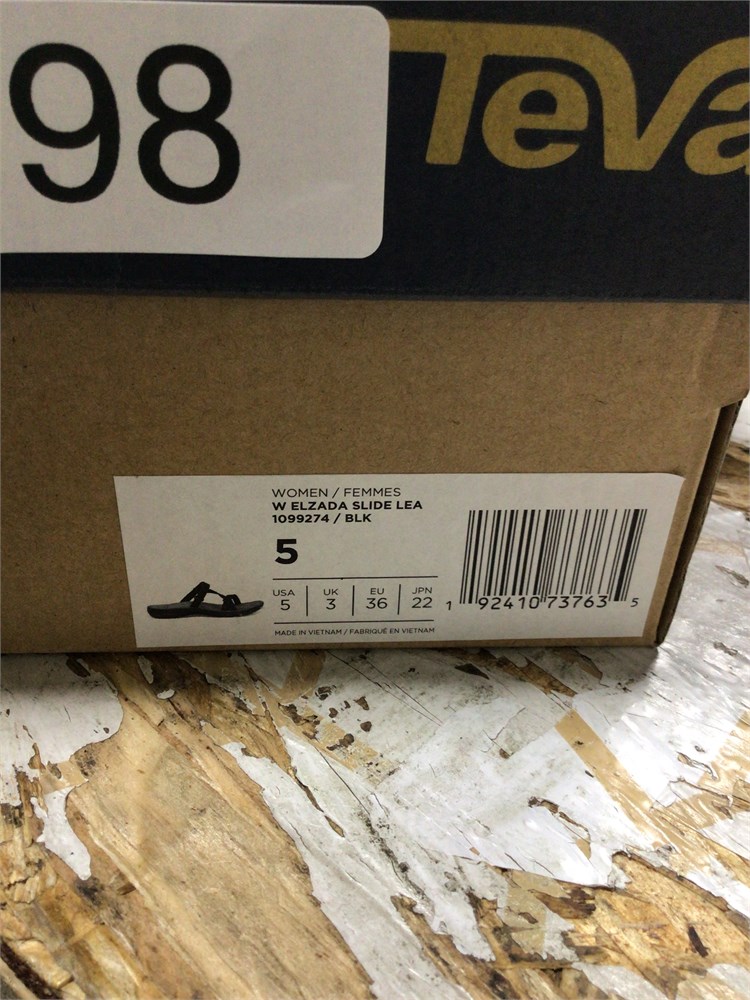 98
Teva
WOMEN / FEMMES
W ELZADA SLIDE LEA
1099274 / BLK
5
USA UK EU JPN
5 3 36 22
MADE IN VIETNAM / FABRIQUÉ EN VIETNAM
1 92410 73763 5